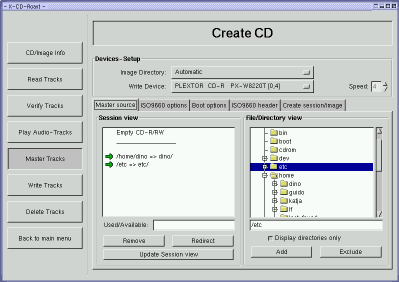 X-CD-Roast
Create CD
CD/Image Info
Read Tracks
Verify Tracks
Play Audio-Tracks
Master Tracks
Write Tracks
Delete Tracks
Back to main menu
Devices-Setup
Image Directory: Automatic
Write Device: PLEXTOR CD-R PX-W8220T [0,4] Speed: 4
Master source ISO9660 options Boot options ISO9660 header Create session/image
Session view
Empty CD-R/RW
/home/dino => dino/
/etc => etc/
Used/Available:
Remove Redirect
Update Session view
File/Directory view
bin
boot
cdrom
dev
etc
home
dino
guido
katja
lf
/etc
Display directories only
Add Exclude